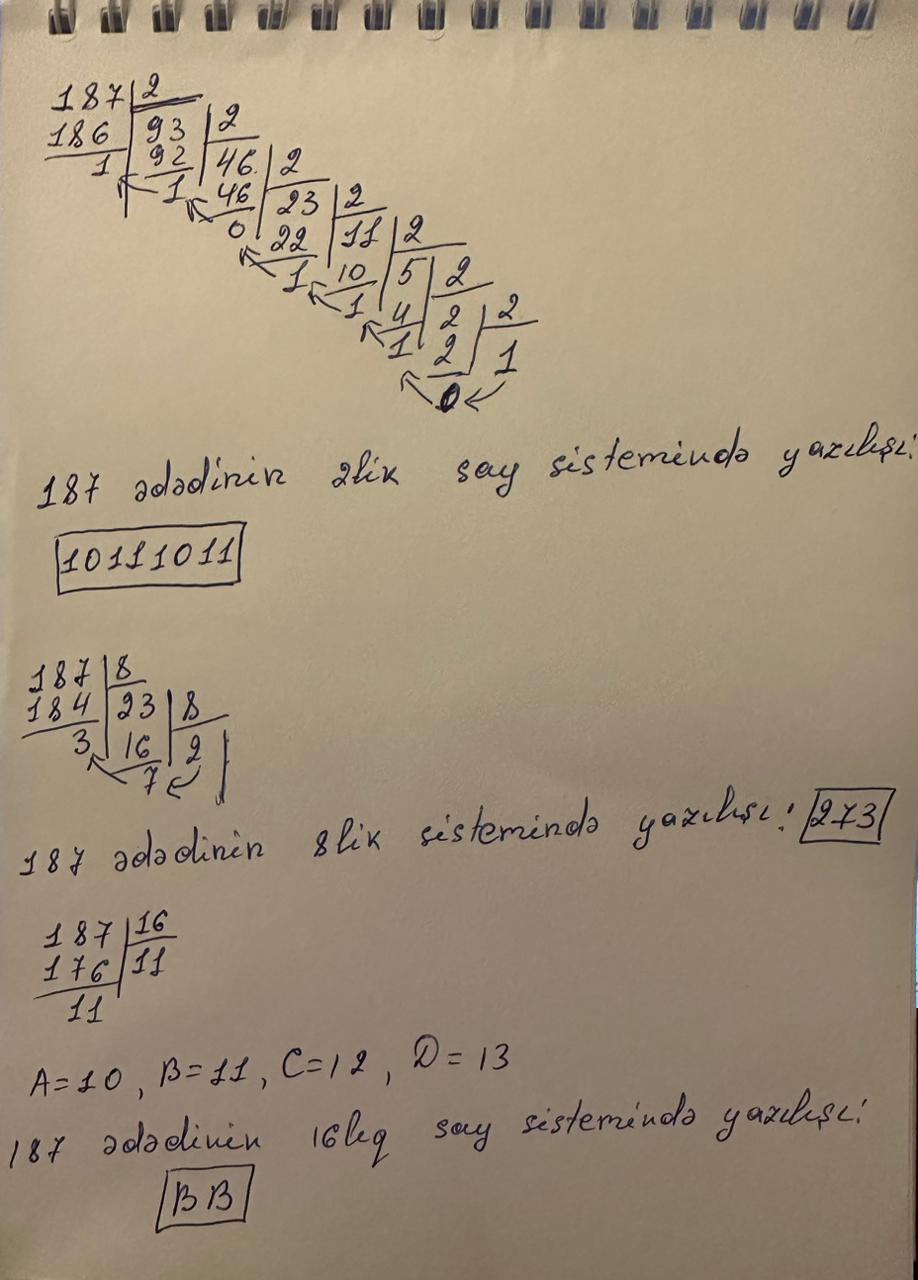 187 2
186 93 2
1 92 46 2
1 46 23 2
0 22 11 2
1 10 5 2
1 4 2 2
1 2 1
0
187 ədədinin 2lik say sistemində yazılışı:
10111011
187 8
184 23 8
3 16 2
7
187 ədədinin 8lik sistemində yazılışı: 273
187 16
176 11
11
A=10, B=11, C=12, D=13
187 ədədinin 16lıq say sistemində yazılışı:
BB